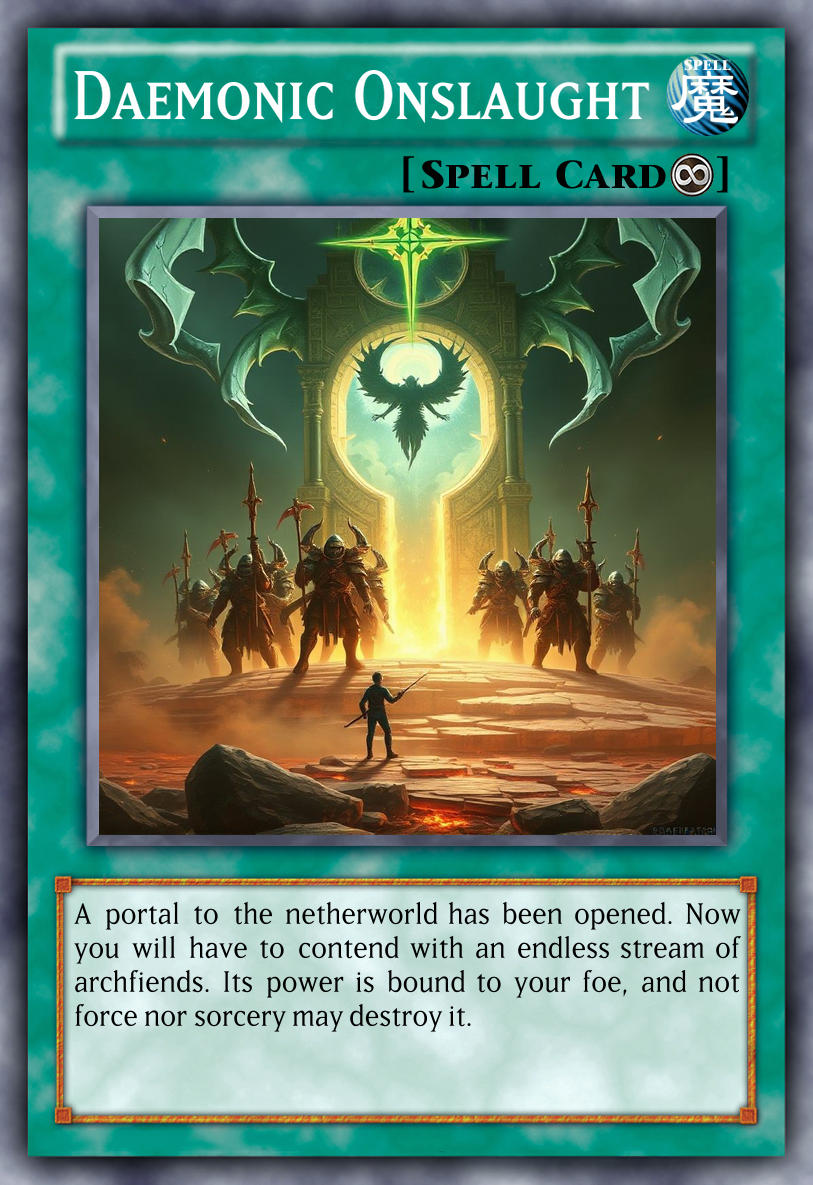 Daemonic Onslaught
SPELL
魔
[Spell Card∞]
A portal to the netherworld has been opened. Now
you will have to contend with an endless stream of
archfiends. Its power is bound to your foe, and not
force nor sorcery may destroy it.